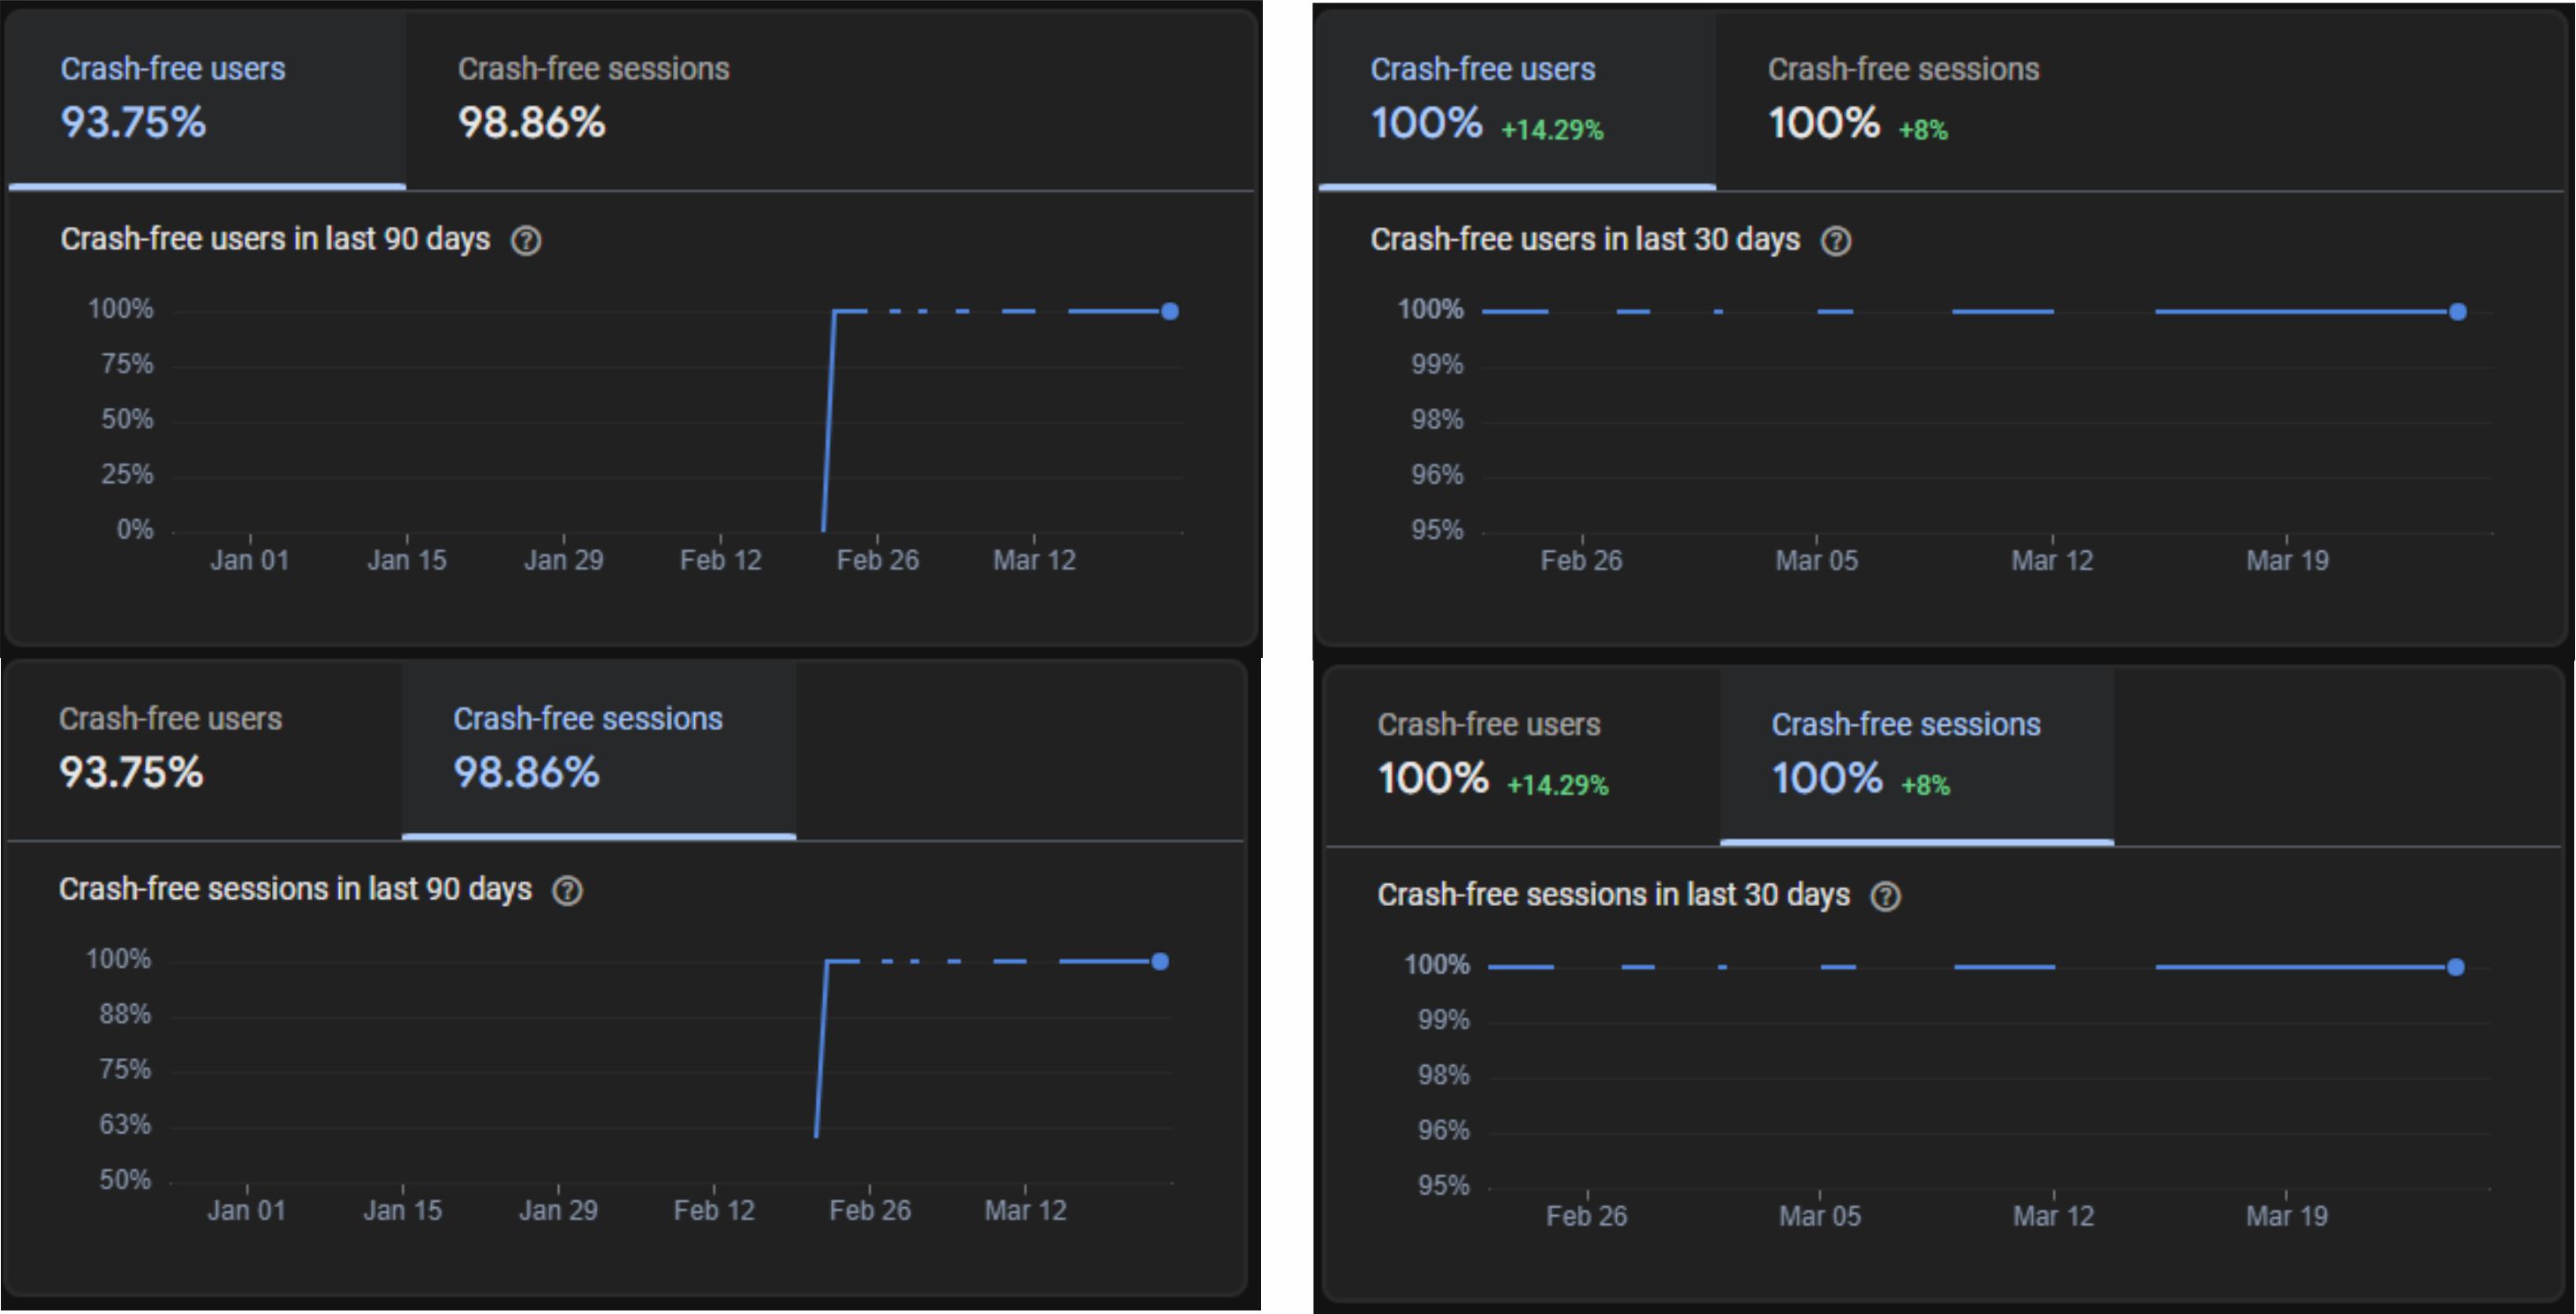 Crash-free users
93.75%
Crash-free sessions
98.86%
Crash-free users in last 90 days
100%
75%
50%
25%
0%
Jan 01 Jan 15 Jan 29 Feb 12 Feb 26 Mar 12
Crash-free users
100% +14.29%
Crash-free sessions
100% +8%
Crash-free users in last 30 days
100%
99%
98%
96%
95%
Feb 26 Mar 05 Mar 12 Mar 19
Crash-free users
93.75%
Crash-free sessions
98.86%
Crash-free sessions in last 90 days
100%
88%
75%
63%
50%
Jan 01 Jan 15 Jan 29 Feb 12 Feb 26 Mar 12
Crash-free users
100% +14.29%
Crash-free sessions
100% +8%
Crash-free sessions in last 30 days
100%
99%
98%
96%
95%
Feb 26 Mar 05 Mar 12 Mar 19